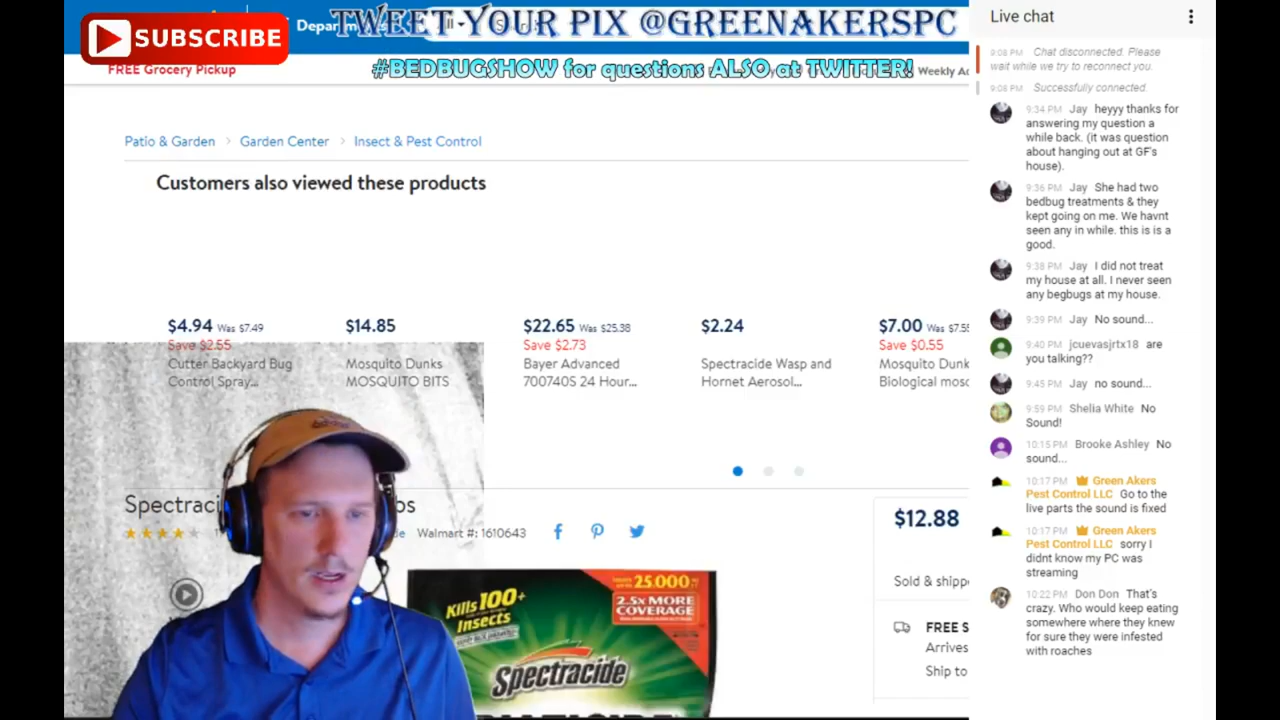 TWEET YOUR PIX @GREENAKERSPC
SUBSCRIBE
#BEDBUGSHOW for questions ALSO at TWITTER!
FREE Grocery Pickup
Weekly Ad
Patio & Garden > Garden Center > Insect & Pest Control
Customers also viewed these products
$4.94 Was $7.49
Save $2.55
Cutter Backyard Bug
Control Spray...
$14.85
Mosquito Dunks
MOSQUITO BITS
$22.65 Was $25.38
Save $2.73
Bayer Advanced
700740S 24 Hour...
$2.24
Spectracide Wasp and
Hornet Aerosol...
$7.00 Was $7.55
Save $0.55
Mosquito Dunk
Biological mosq
Walmart #: 1610643
Kills 100+
Insects
25,000
2.5X MORE
COVERAGE
Spectracide
$12.88
Sold & shippe
FREE S
Arrives
Ship to
Live chat
9:08 PM Chat disconnected. Please
wait while we try to reconnect you.
9:08 PM Successfully connected.
9:34 PM Jay heyyy thanks for
answering my question a
while back. (it was question
about hanging out at GF's
house).
9:36 PM Jay She had two
bedbug treatments & they
kept going on me. We havnt
seen any in while. this is is a
good.
9:38 PM Jay I did not treat
my house at all. I never seen
any begbugs at my house.
9:39 PM Jay No sound...
9:40 PM jcuevasjrtx18 are
you talking??
9:45 PM Jay no sound...
9:59 PM Shelia White No
Sound!
10:15 PM Brooke Ashley No
sound...
10:17 PM Green Akers
Pest Control LLC Go to the
live parts the sound is fixed
10:17 PM Green Akers
Pest Control LLC sorry I
didnt know my PC was
streaming
10:22 PM Don Don That's
crazy. Who would keep eating
somewhere where they knew
for sure they were infested
with roaches